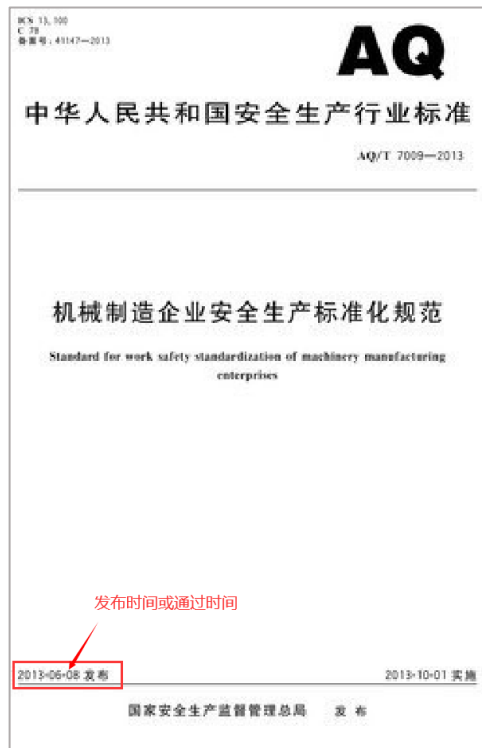 ICS 13.100
C 78
备案号：41147—2013
AQ
中华人民共和国安全生产行业标准
AQ/T 7009—2013
机械制造企业安全生产标准化规范
Standard for work safety standardization of machinery manufacturing
enterprises
发布时间或通过时间
2013-06-08 发布
2013-10-01 实施
国家安全生产监督管理总局 发 布